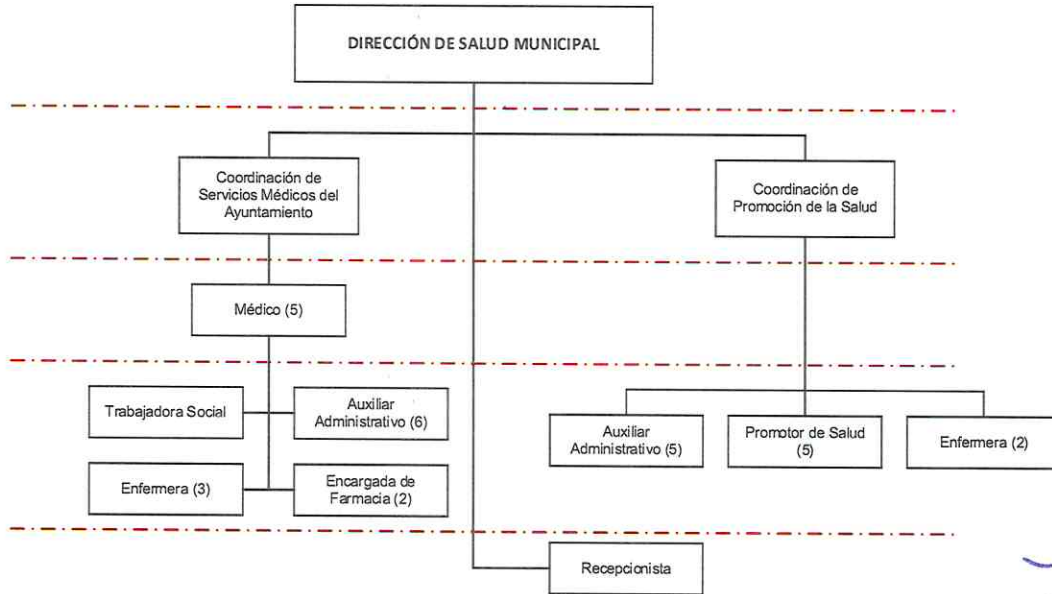 DIRECCIÓN DE SALUD MUNICIPAL
Coordinación de
Servicios Médicos del
Ayuntamiento
Coordinación de
Promoción de la Salud
Médico (5)
Trabajadora Social
Auxiliar
Administrativo (6)
Enfermera (3)
Encargada de
Farmacia (2)
Auxiliar
Administrativo (5)
Promotor de Salud
(5)
Enfermera (2)
Recepcionista